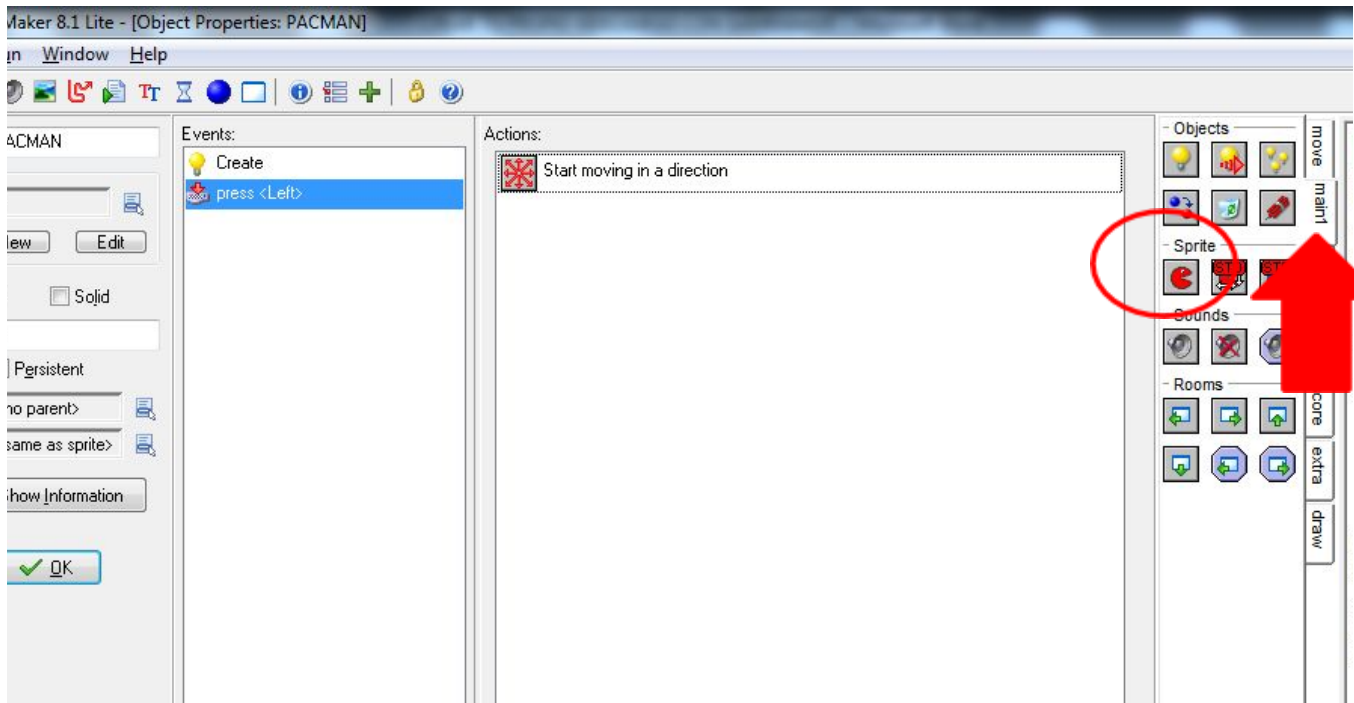 Maker 8.1 Lite - [Object Properties: PACMAN]
un Window Help
ACMAN
Events:
Actions:
Create
press <Left>
Start moving in a direction
Edit
Solid
Persistent
no parent>
same as sprite>
Show Information
OK
Objects
Sprite
Sounds
Rooms
move
main1
core
extra
draw